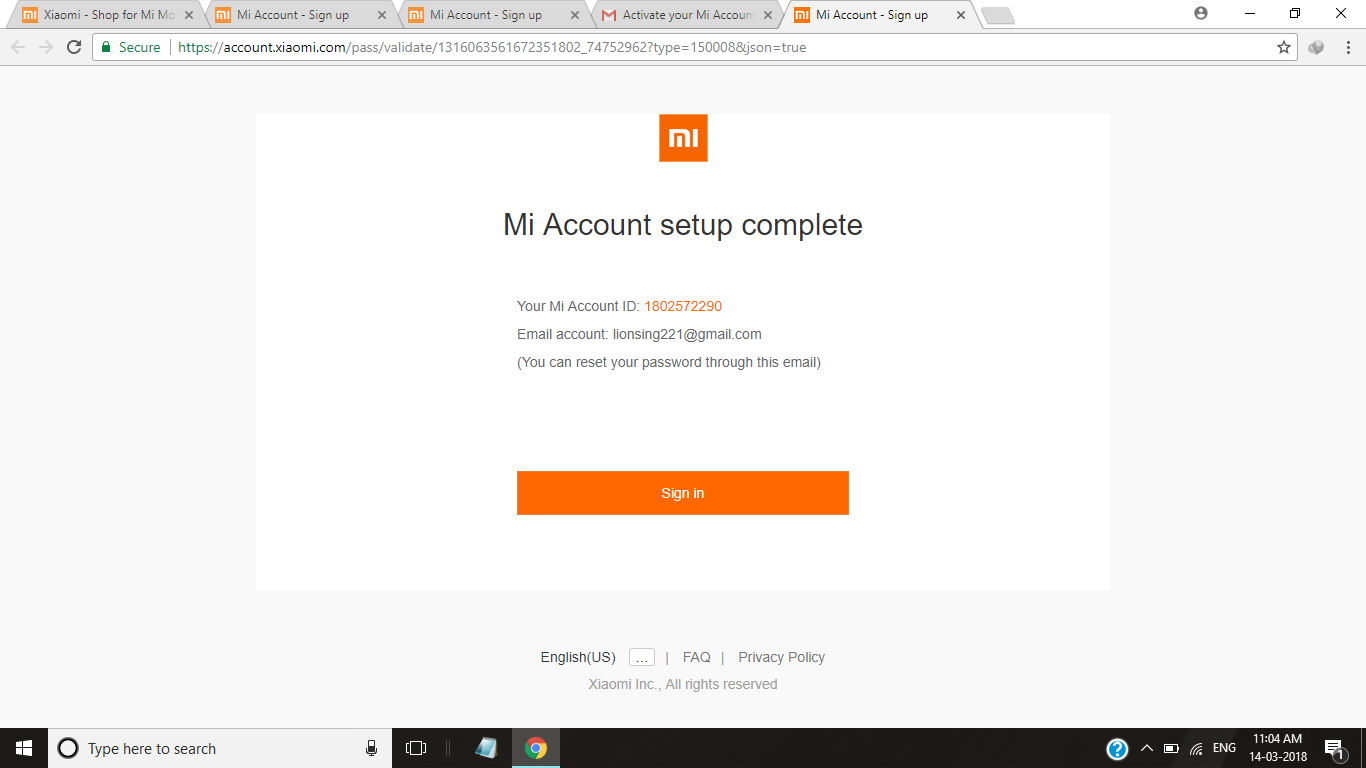 Xiaomi - Shop for Mi Mo
Mi Account - Sign up
Mi Account - Sign up
Activate your Mi Account
Mi Account - Sign up
Secure
https://account.xiaomi.com/pass/validate/1316063561672351802_74752962?type=150008&json=true
mi
Mi Account setup complete
Your Mi Account ID: 1802572290
Email account: lionsing221@gmail.com
(You can reset your password through this email)
Sign in
English(US) ... | FAQ | Privacy Policy
Xiaomi Inc., All rights reserved
Type here to search
ENG
11:04 AM
14-03-2018
1